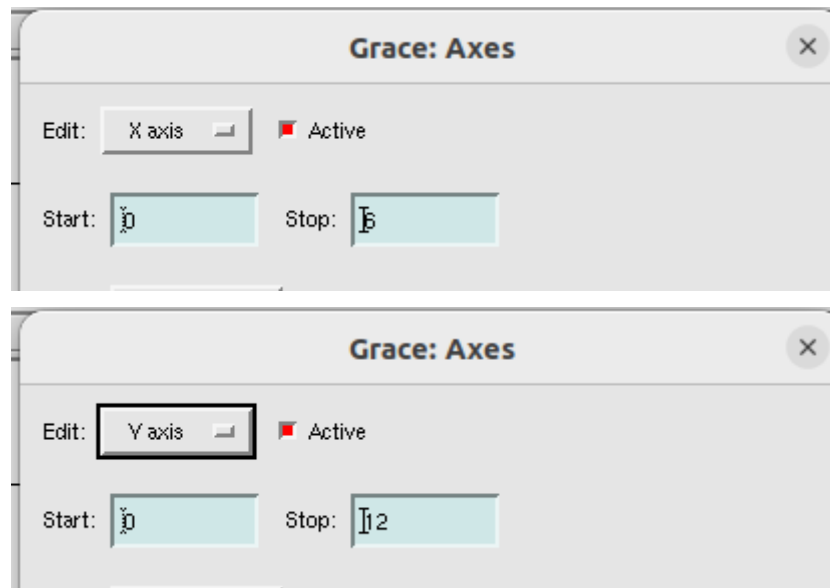 Grace: Axes
Edit: X axis Active
Start: 0 Stop: 6
Grace: Axes
Edit: Y axis Active
Start: 0 Stop: 12